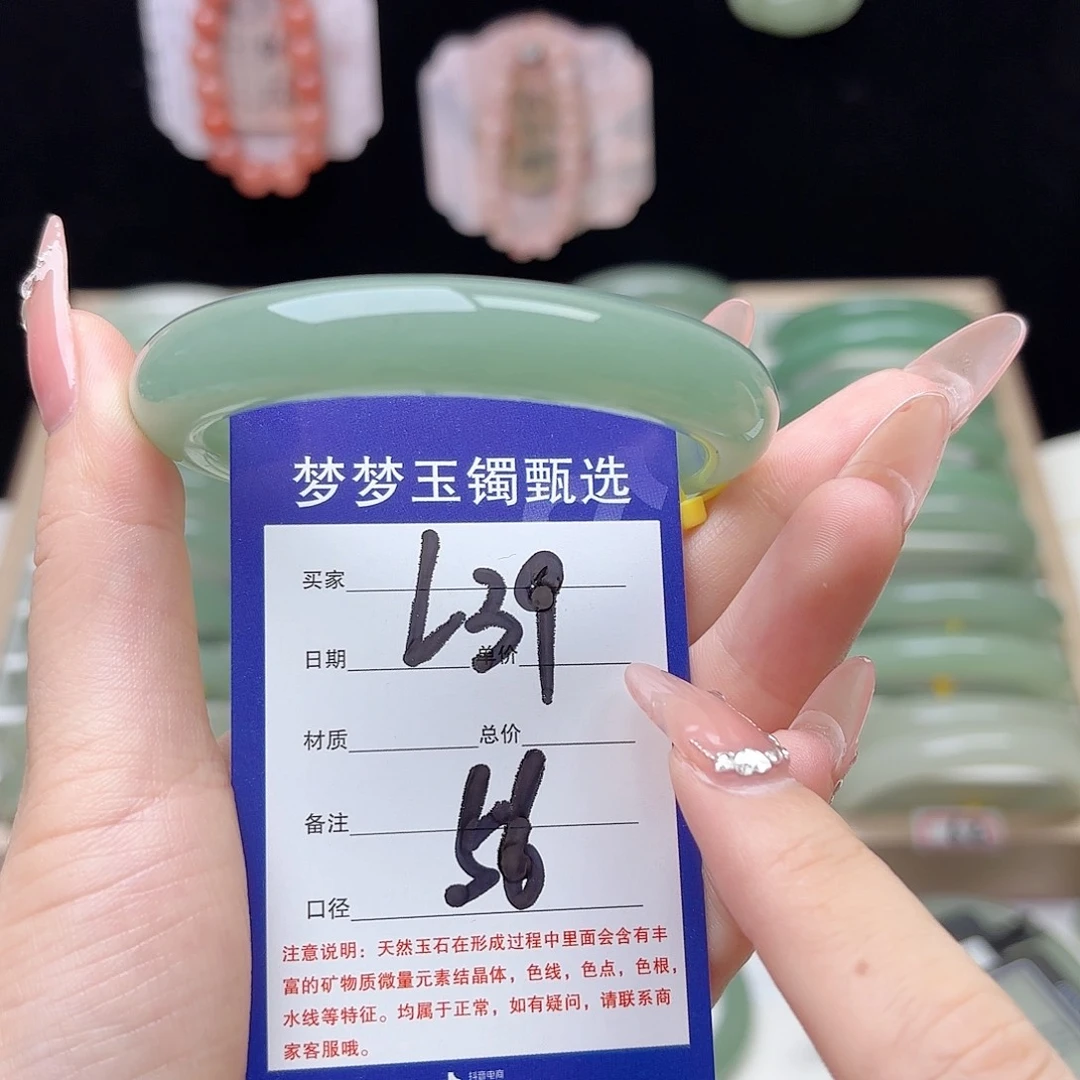 梦梦玉镯甄选
买家
L39
日期 单价
材质 总价
备注
56
口径
注意说明：天然玉石在形成过程中里面会含有丰
富的矿物质微量元素结晶体，色线，色点，色根，
水线等特征。均属于正常，如有疑问，请联系商
家客服哦。
抖音电商